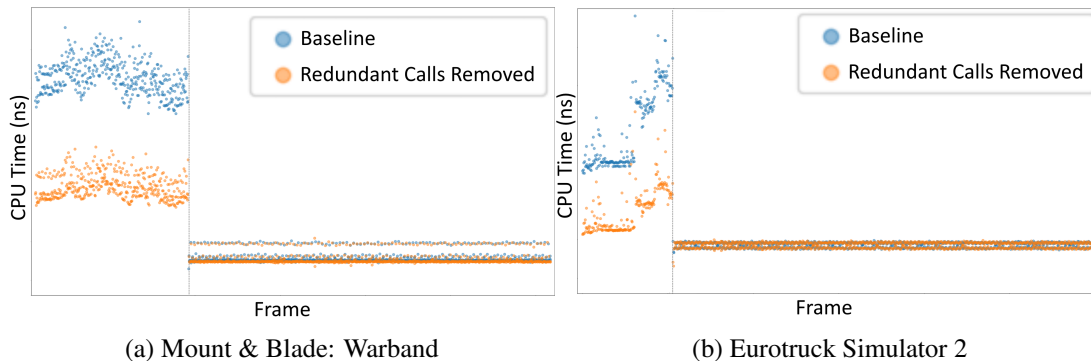 Baseline
Redundant Calls Removed
CPU Time (ns)
Frame
(a) Mount & Blade: Warband
Baseline
Redundant Calls Removed
CPU Time (ns)
Frame
(b) Eurotruck Simulator 2